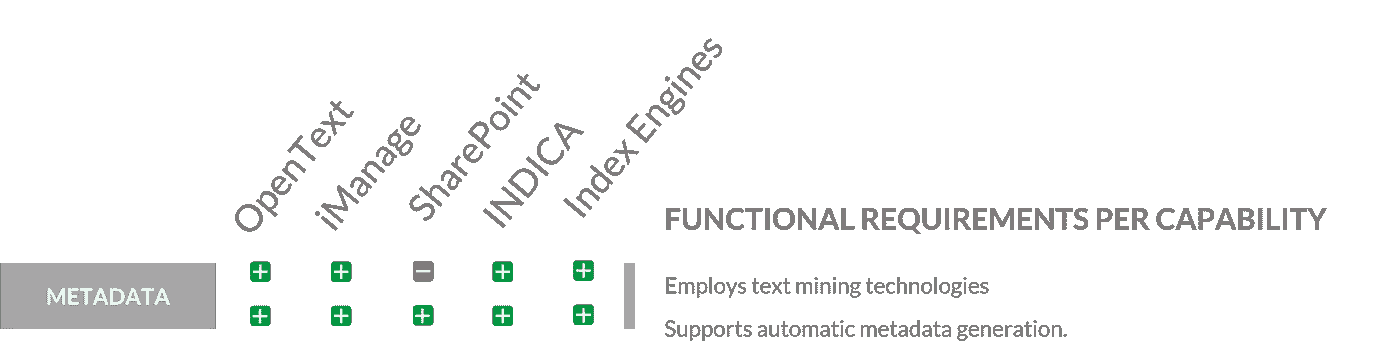 OpenText
iManage
SharePoint
INDICA
Index Engines
FUNCTIONAL REQUIREMENTS PER CAPABILITY
METADATA
Employs text mining technologies
Supports automatic metadata generation.